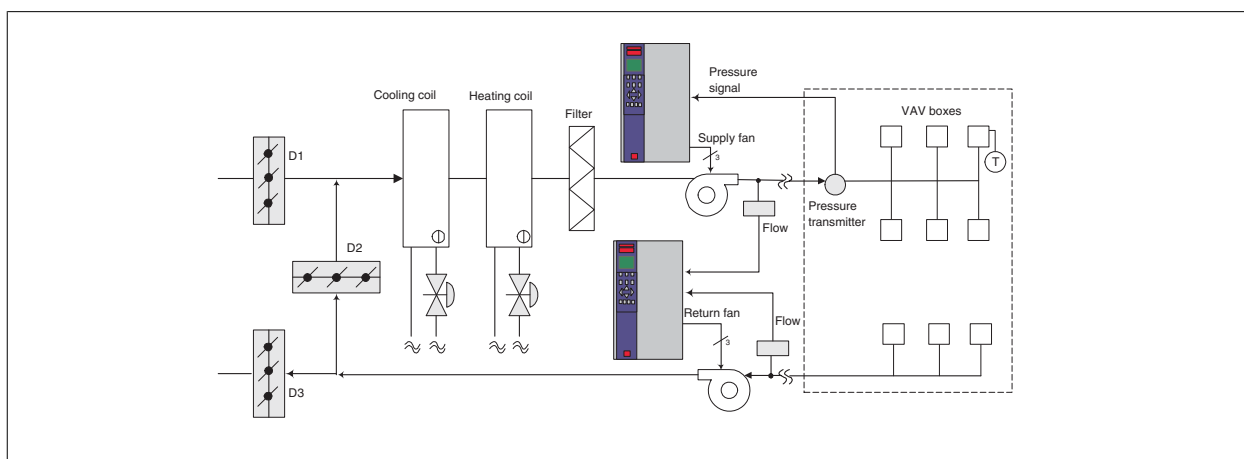 Cooling coil
Heating coil
Filter
Pressure
signal
VAV boxes
Supply fan
3
D1
T
Pressure
transmitter
Flow
D2
Return fan
3
Flow
D3